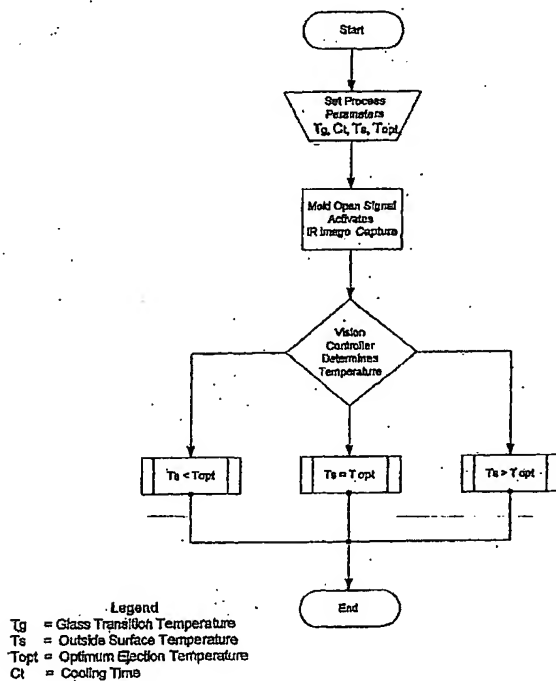 Start
Set Process
Parameters
Tg, Ct, Ts, Topt
Mold Open Signal
Activates
IR Image Capture
Vision
Controller
Determines
Temperature
Ts < Topt
Ts = Topt
Ts > Topt
End
Legend
Tg = Glass Transition Temperature
Ts = Outside Surface Temperature
Topt = Optimum Ejection Temperature
Ct = Cooling Time